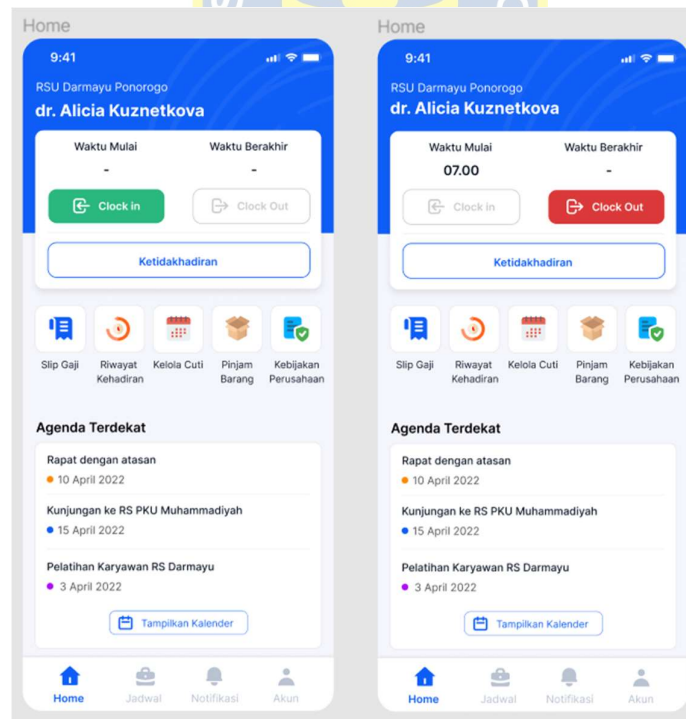 Home
9:41
RSU Darmayu Ponorogo
dr. Alicia Kuznetkova
Waktu Mulai
Waktu Berakhir
-
-
Clock in
Clock Out
Ketidakhadiran
Slip Gaji
Riwayat Kehadiran
Kelola Cuti
Pinjam Barang
Kebijakan Perusahaan
Agenda Terdekat
Rapat dengan atasan
10 April 2022
Kunjungan ke RS PKU Muhammadiyah
15 April 2022
Pelatihan Karyawan RS Darmayu
3 April 2022
Tampilkan Kalender
Home
Jadwal
Notifikasi
Akun
Home
9:41
RSU Darmayu Ponorogo
dr. Alicia Kuznetkova
Waktu Mulai
Waktu Berakhir
07.00
-
Clock in
Clock Out
Ketidakhadiran
Slip Gaji
Riwayat Kehadiran
Kelola Cuti
Pinjam Barang
Kebijakan Perusahaan
Agenda Terdekat
Rapat dengan atasan
10 April 2022
Kunjungan ke RS PKU Muhammadiyah
15 April 2022
Pelatihan Karyawan RS Darmayu
3 April 2022
Tampilkan Kalender
Home
Jadwal
Notifikasi
Akun